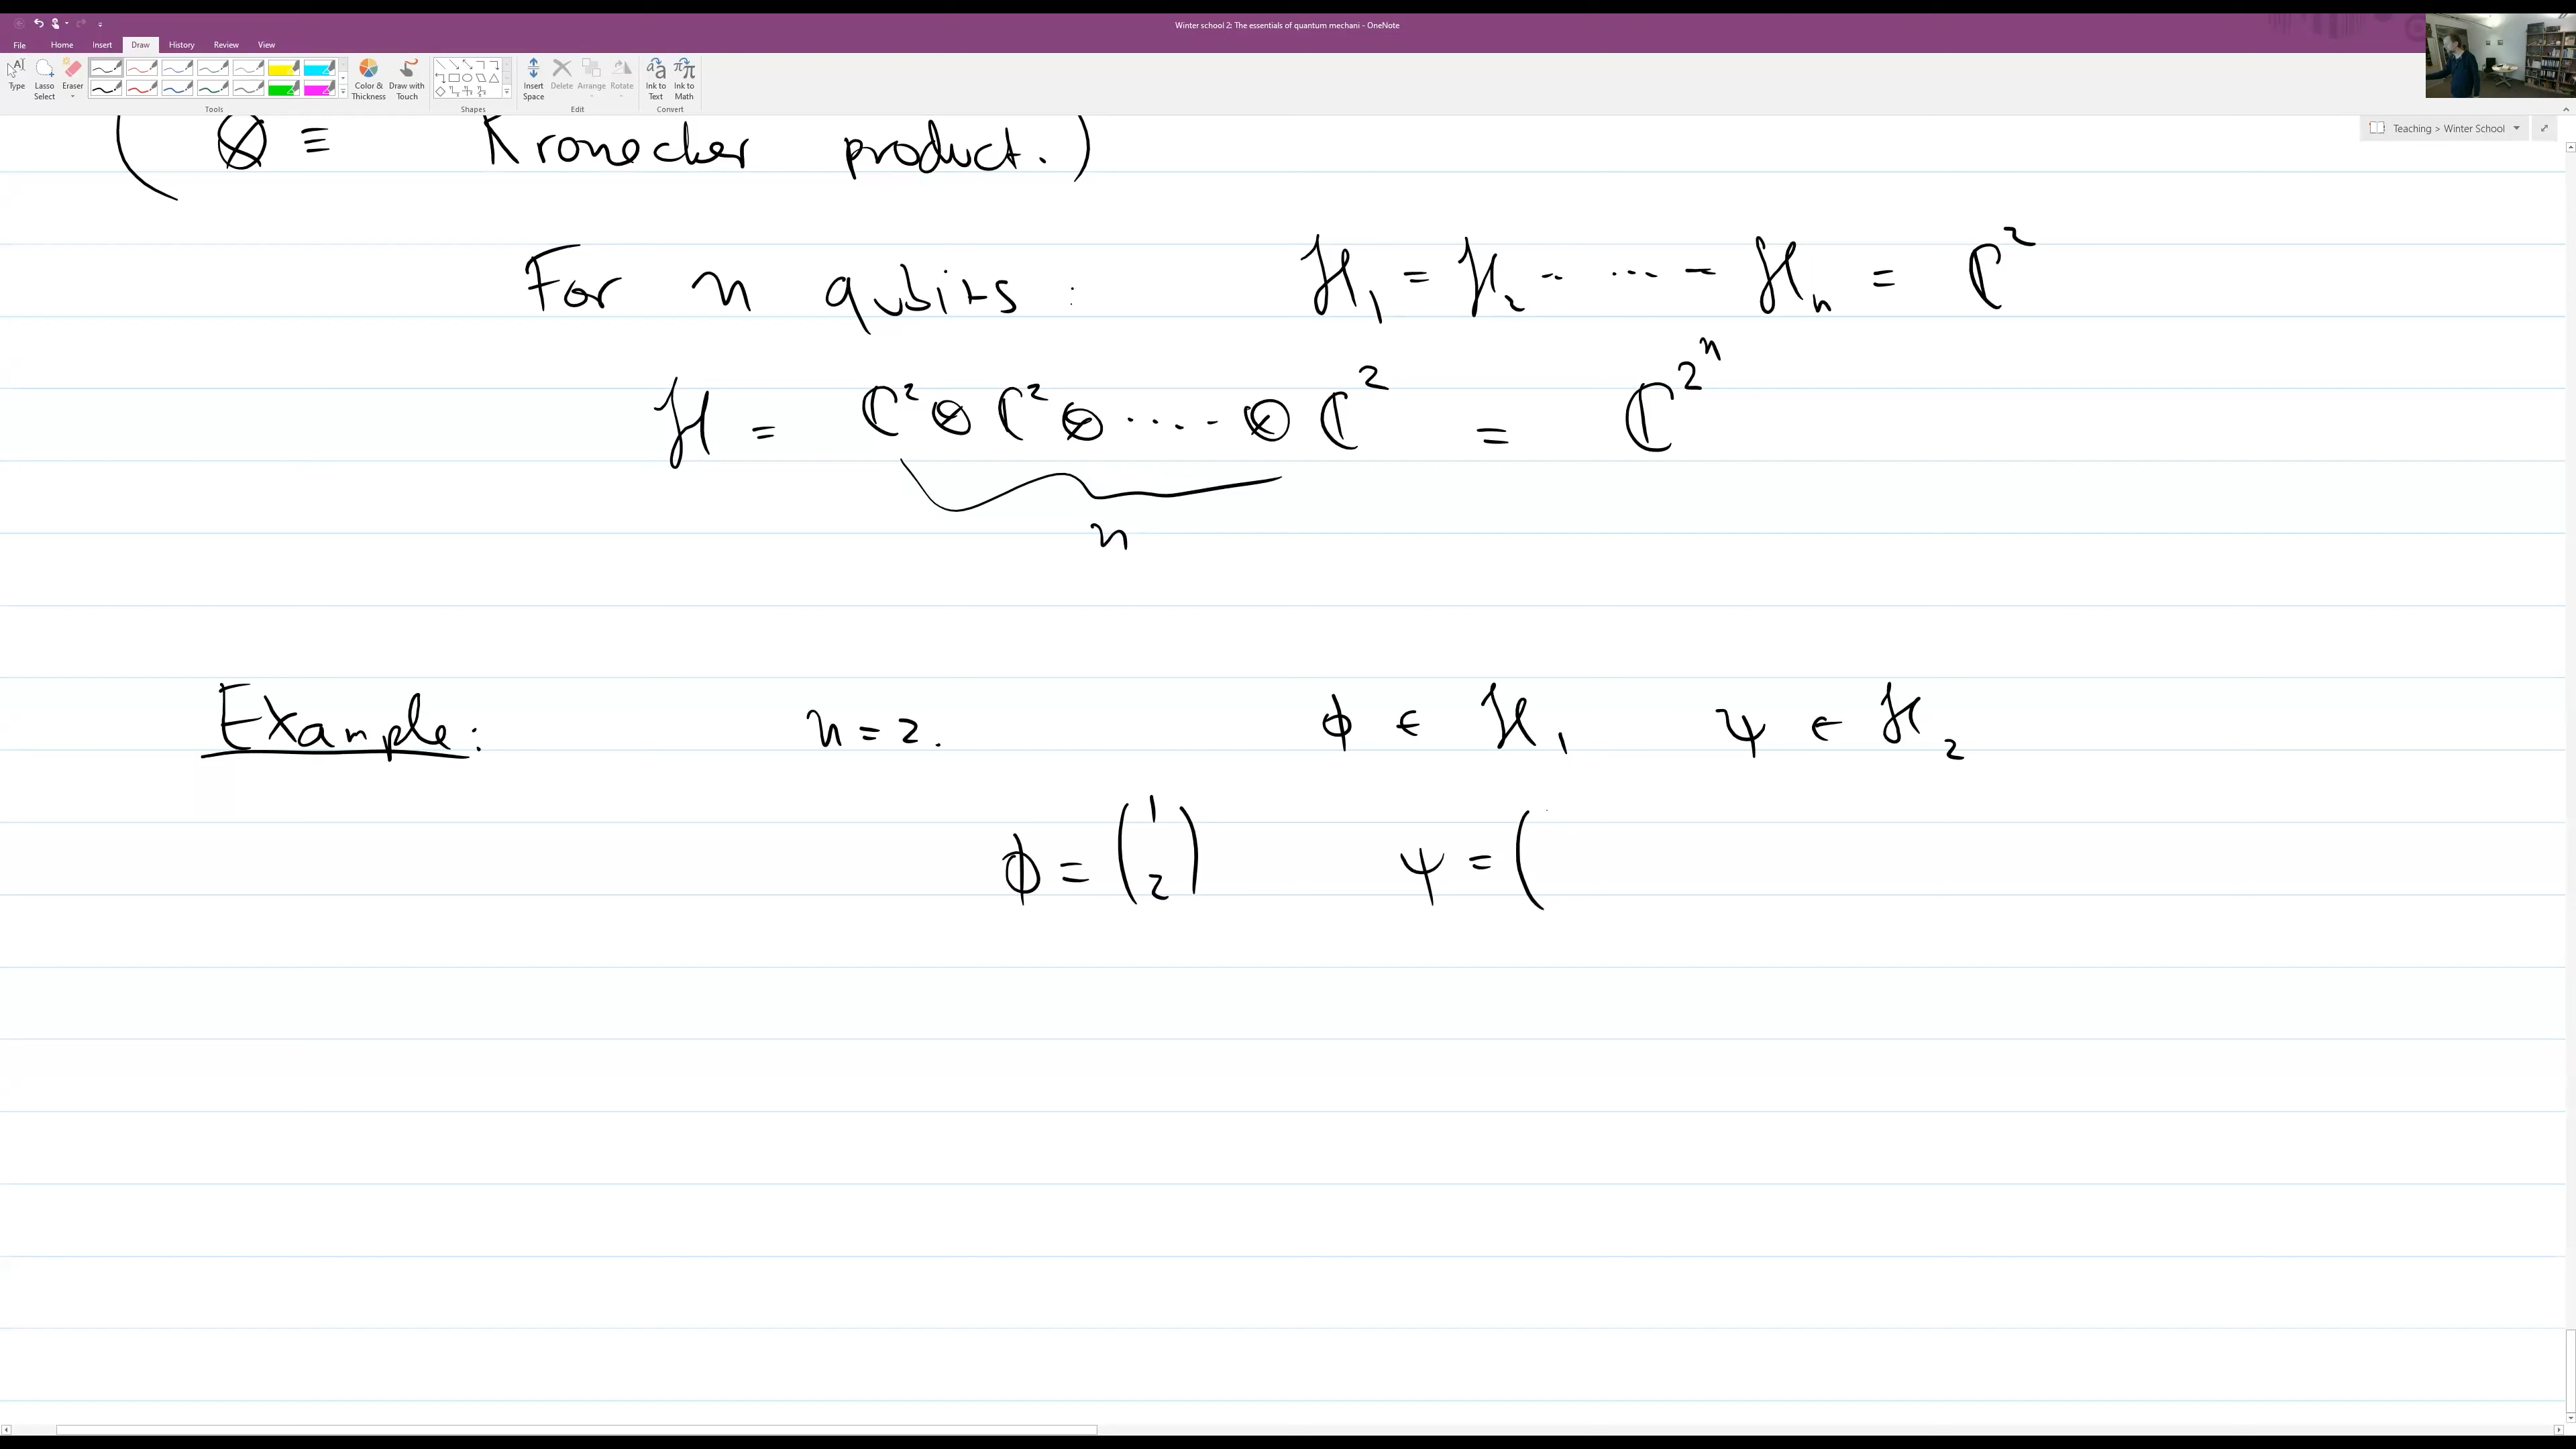 Winter school 2: The essentials of quantum mechani - OneNote
File Home Insert Draw History Review View
Type Lasso Select Eraser Color & Thickness Draw with Touch Insert Space Delete Arrange Rotate Ink to Text Ink to Math
Tools Shapes Edit Convert
Teaching > Winter School
( ⊗ ≡ Kronecker product. )
For n qubits : ℋ₁ = ℋ₂ - ... - ℋₙ = ℂ²
ℋ = ℂ² ⊗ ℂ² ⊗ ..... ⊗ ℂ² = ℂ^2^n
n
Example: n = 2. ϕ ∈ ℋ₁ ψ ∈ ℋ₂
ϕ = (1 2) ψ = (